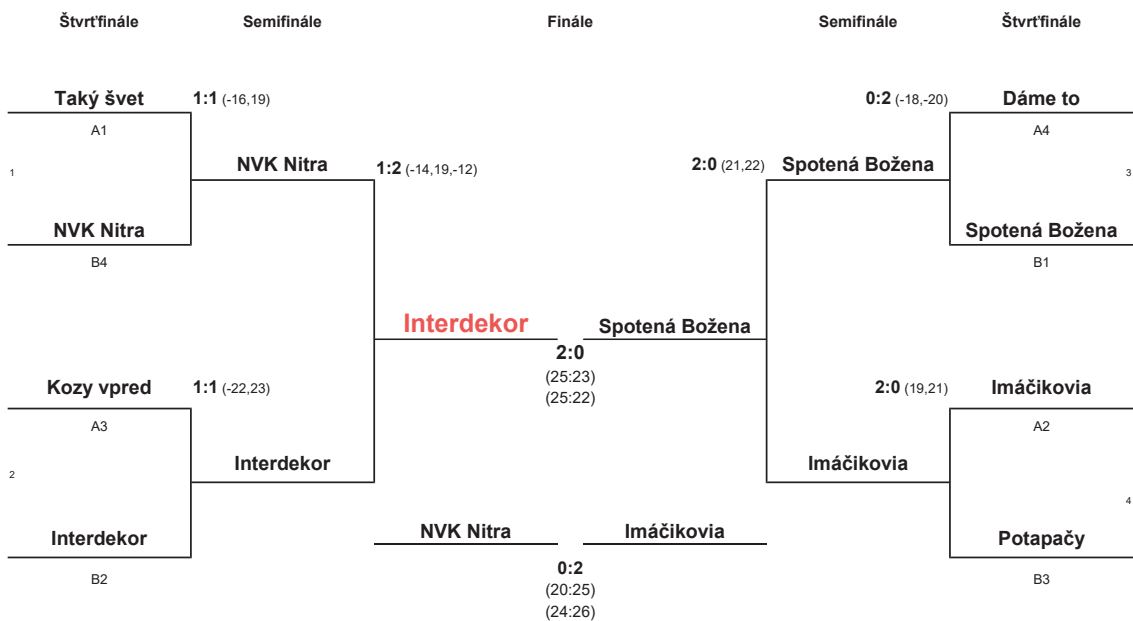 Štvrťfinále Semifinále Finále Semifinále Štvrťfinále
Taký švet 1:1 (-16,19) 0:2 (-18,-20) Dáme to
A1 A4
NVK Nitra 1:2 (-14,19,-12) 2:0 (21,22) Spotená Božena
1 3
NVK Nitra Spotená Božena
B4 B1
Interdekor Spotená Božena
2:0
(25:23)
(25:22)
Kozy vpred 1:1 (-22,23) 2:0 (19,21) Imáčikovia
A3 A2
Interdekor Imáčikovia
2 4
NVK Nitra Imáčikovia
Interdekor Potapačy
0:2
B2 B3
(20:25)
(24:26)